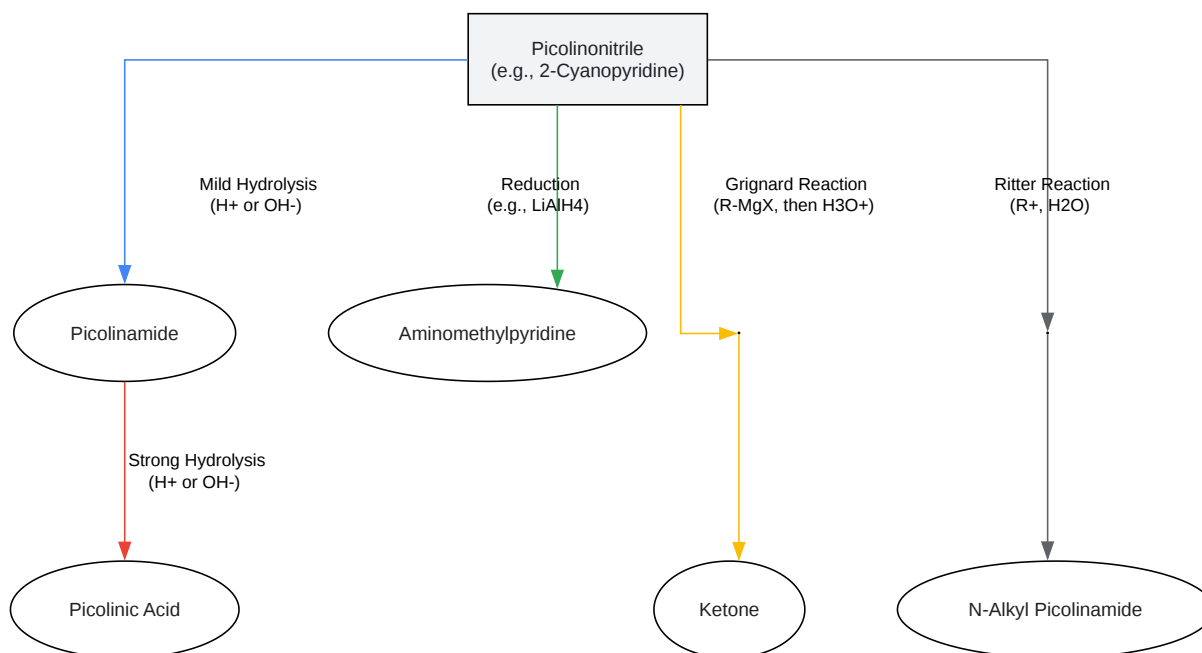 Picolinonitrile
(e.g., 2-Cyanopyridine)
Mild Hydrolysis
(H+ or OH-)
Reduction
(e.g., LiAlH4)
Grignard Reaction
(R-MgX, then H3O+)
Ritter Reaction
(R+, H2O)
Picolinamide
Aminomethylpyridine
Strong Hydrolysis
(H+ or OH-)
Picolinic Acid
Ketone
N-Alkyl Picolinamide